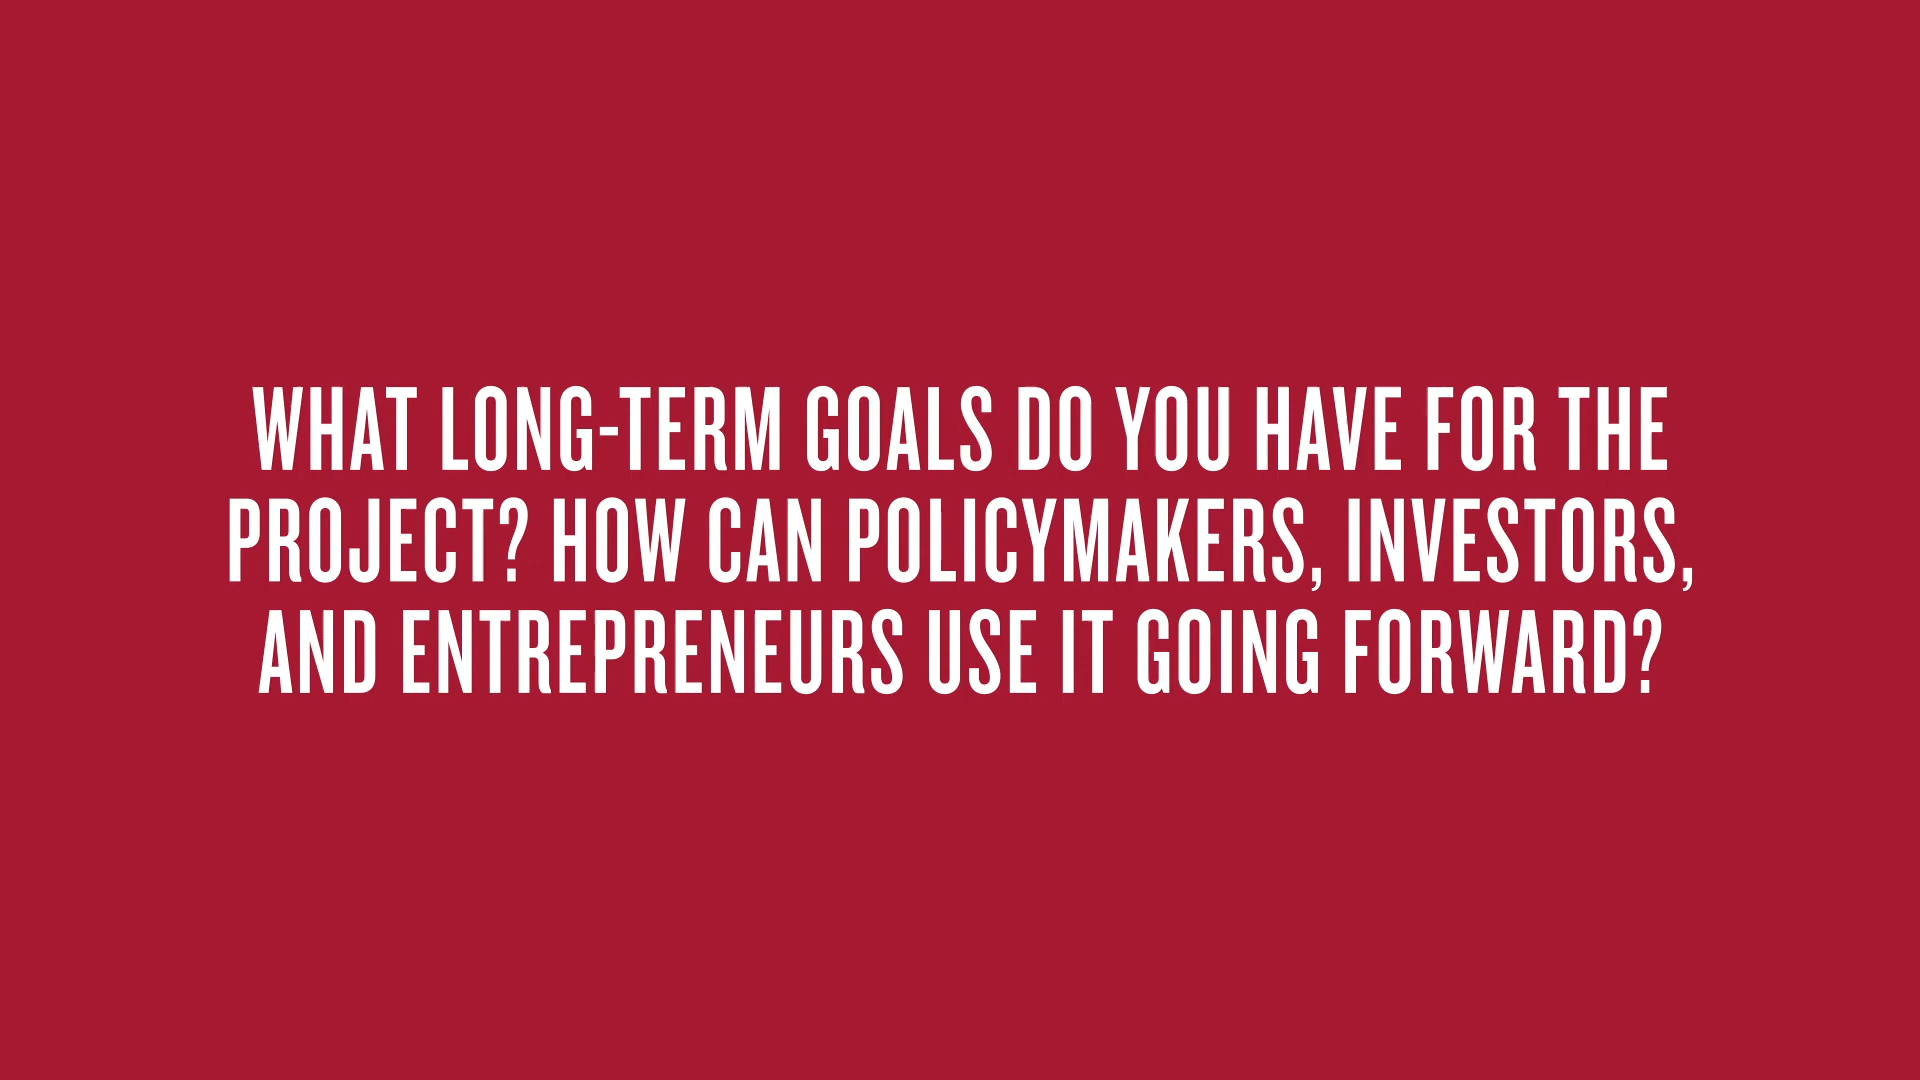 WHAT LONG-TERM GOALS DO YOU HAVE FOR THE
PROJECT? HOW CAN POLICYMAKERS, INVESTORS,
AND ENTREPRENEURS USE IT GOING FORWARD?